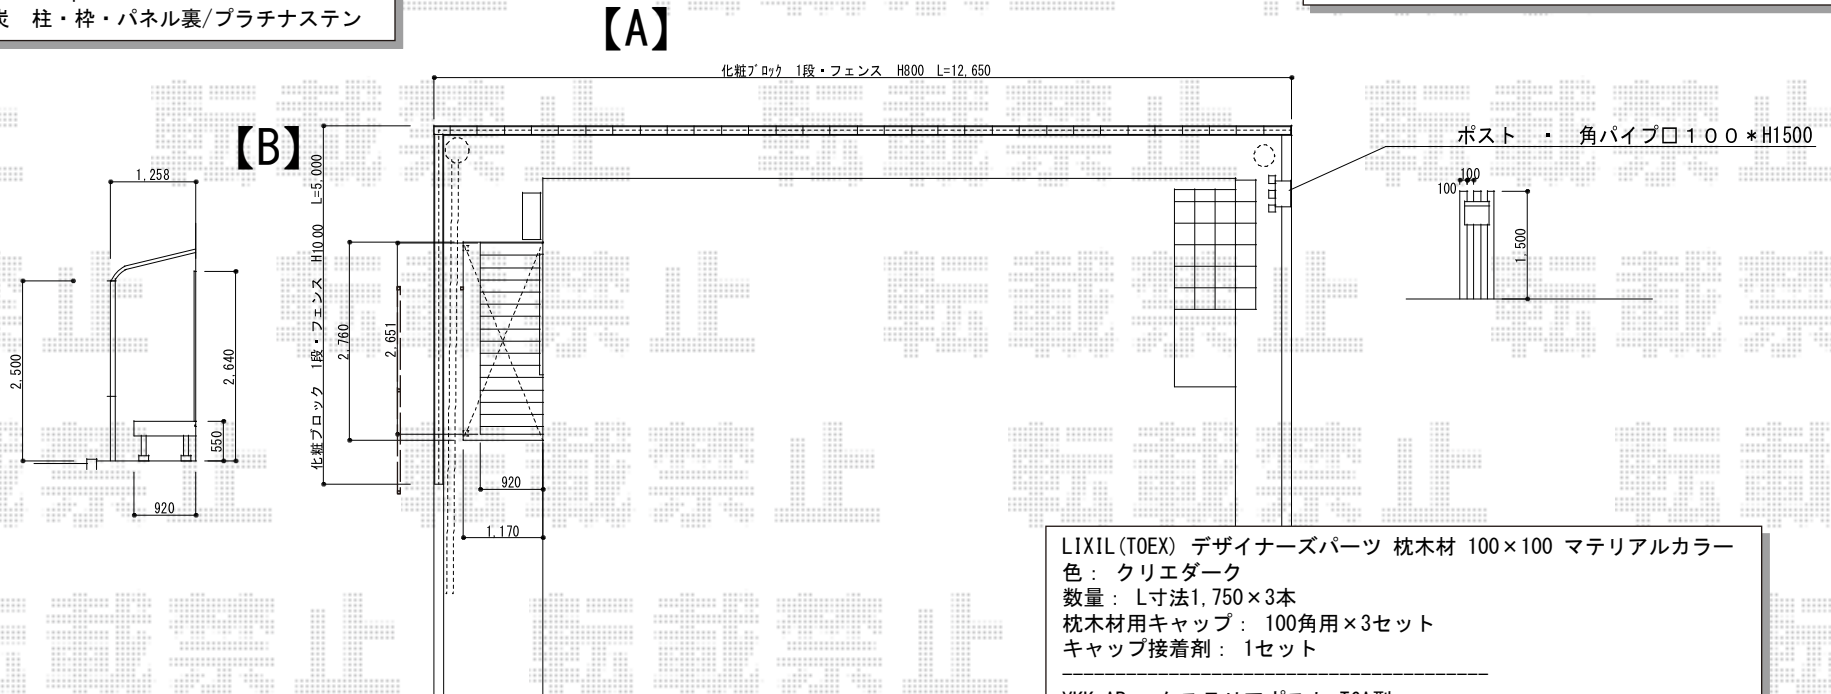 炭 柱・枠・パネル裏/プラチナステン
【A】
化粧ブロック 1段・フェンス H800 L=12,650
【B】
化粧ブロック 1段・フェンス H1000 L=5,000
1,258
2,500
2,640
550
920
2,760
2,651
920
1,170
ポスト ・ 角パイプ□100*H1500
100
100
1,500
LIXIL(TOEX) デザイナーズパーツ 枕木材 100×100 マテリアルカラー
色: クリエダーク
数量: L寸法1,750×3本
枕木材用キャップ: 100角用×3セット
キャップ接着剤: 1セット
転載禁止